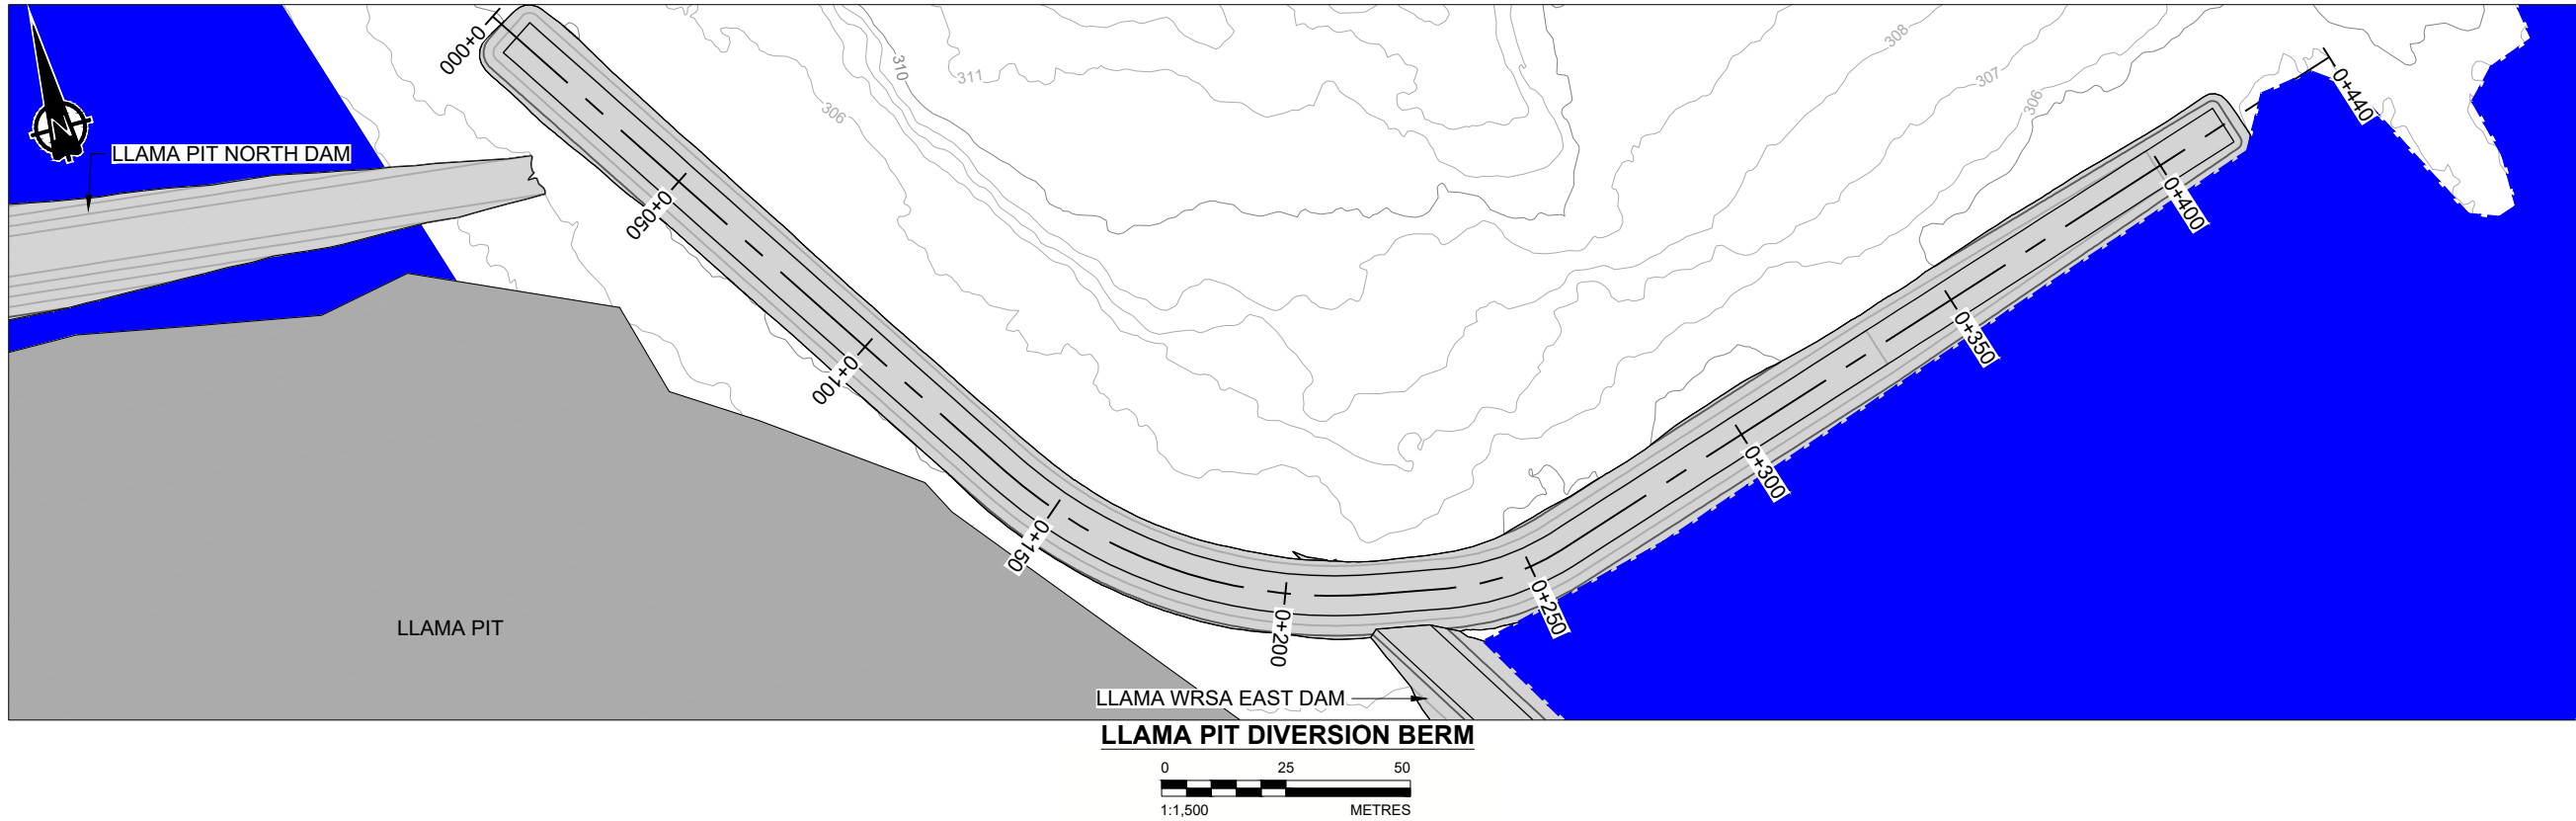 0+000
310
311
308
307
306
306
0+440
N
LLAMA PIT NORTH DAM
0+050
0+400
0+100
0+350
0+300
0+150
0+250
0+200
LLAMA PIT
LLAMA WRSA EAST DAM
LLAMA PIT DIVERSION BERM
0 25 50
1:1,500 METRES